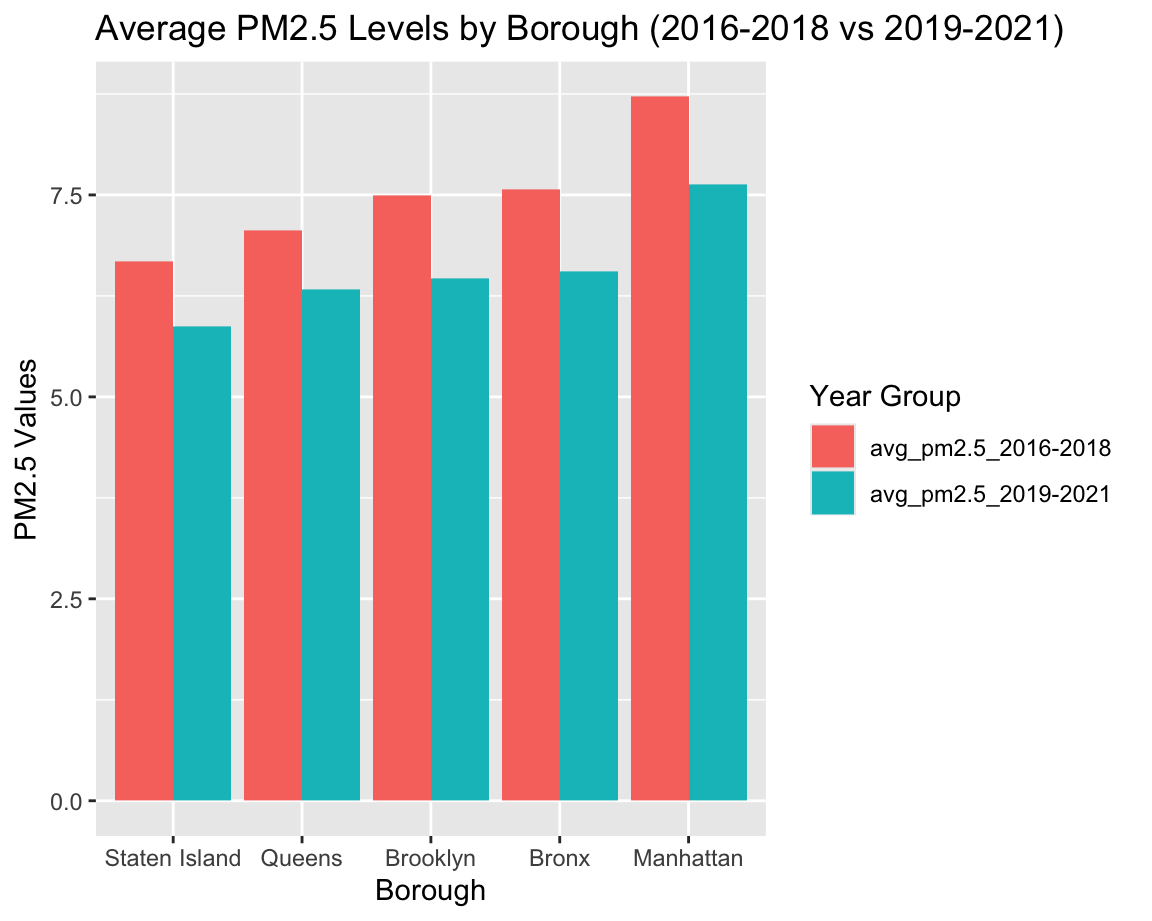 Average PM2.5 Levels by Borough (2016-2018 vs 2019-2021)
PM2.5 Values
7.5
5.0
2.5
0.0
Staten Island Queens Brooklyn Bronx Manhattan
Borough
Year Group
avg_pm2.5_2016-2018
avg_pm2.5_2019-2021